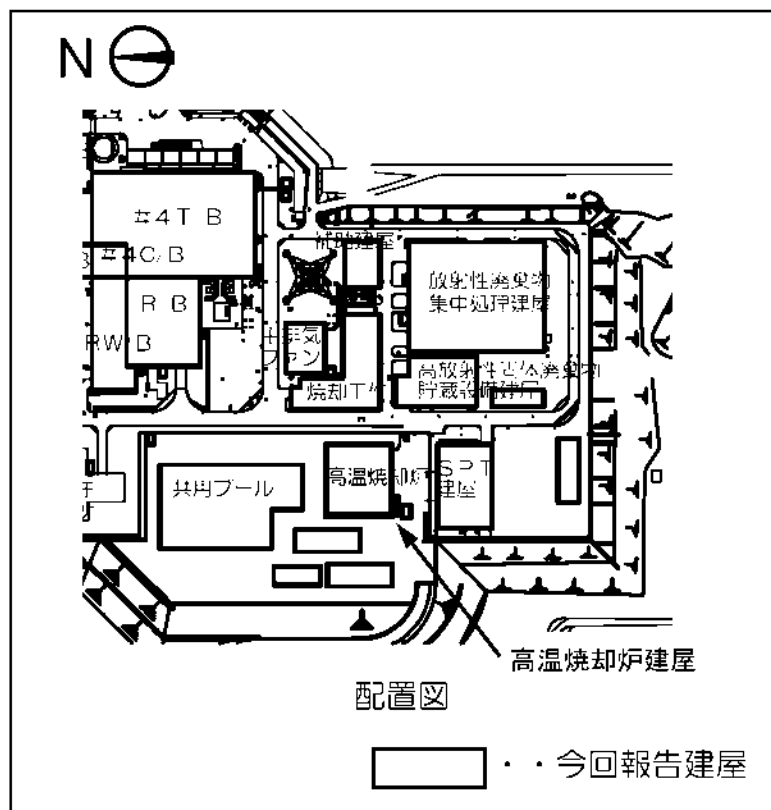 N
#4T B
#4C/B
R B
RW/B
補助建屋
放射性廃棄物
集中処理建屋
主排気
ファン
焼却工作
高放射性固体廃棄物
貯蔵設備建屋
共用プール
高温焼却炉
SPT
建屋
高温焼却炉建屋
配置図
・・今回報告建屋